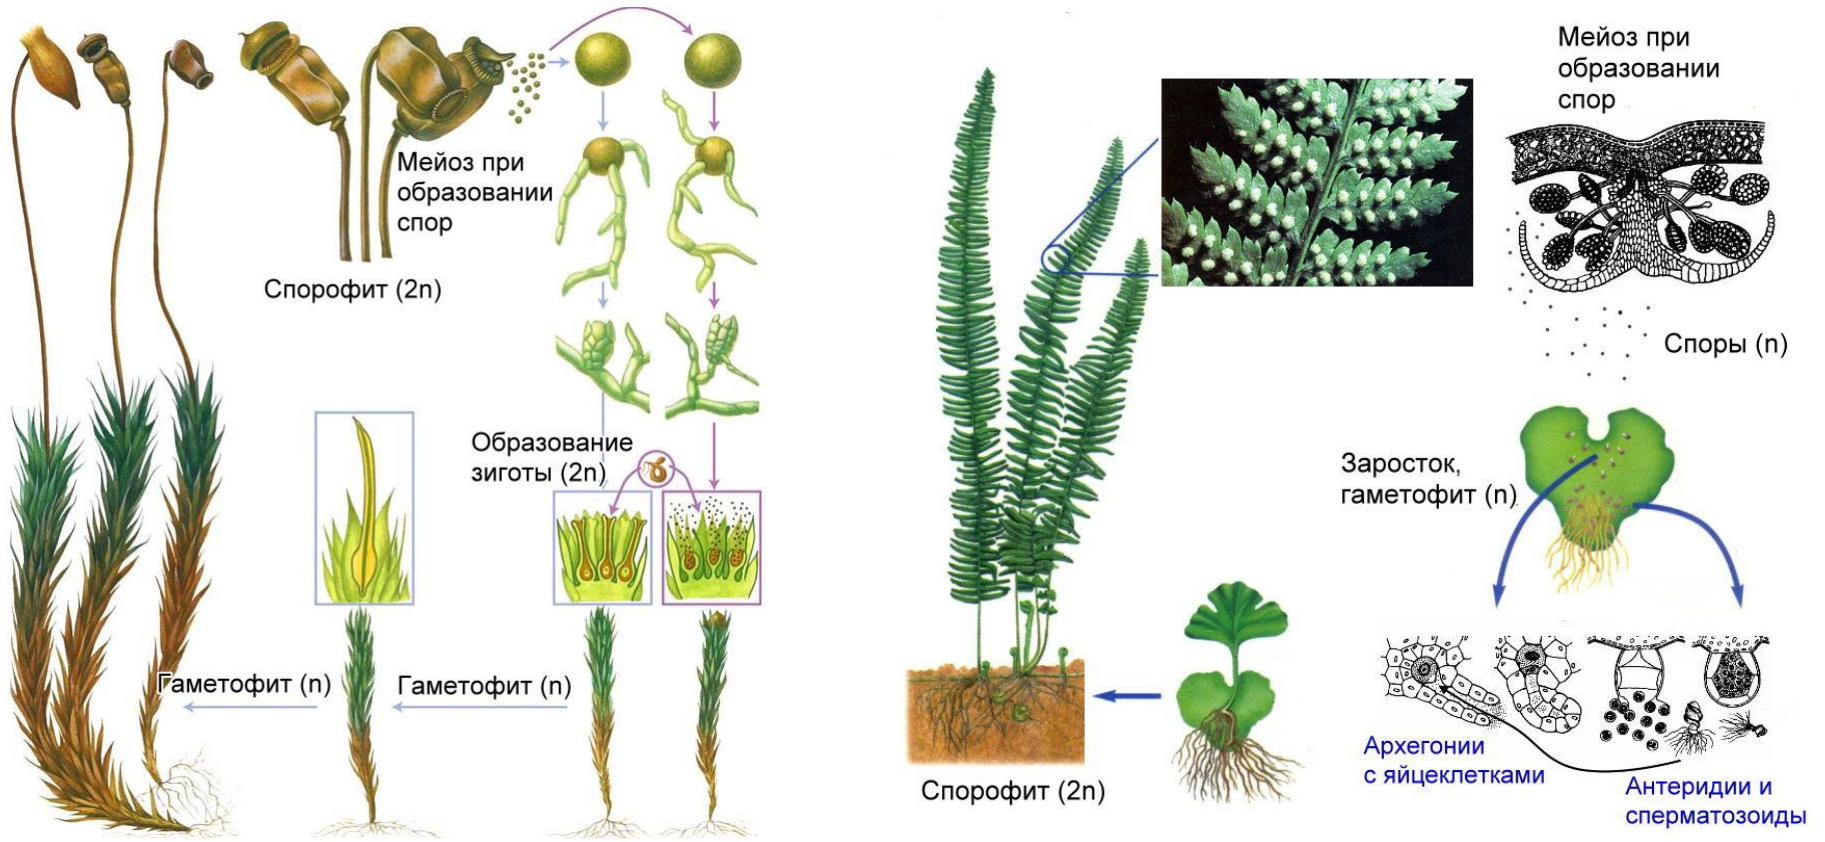 Мейоз при
образовании
спор
Спорофит (2n)
Образование
зиготы (2n)
Гаметофит (n)
Гаметофит (n)
Мейоз при
образовании
спор
Споры (n)
Заросток,
гаметофит (n)
Архегонии
с яйцеклетками
Антеридии и
сперматозоиды
Спорофит (2n)